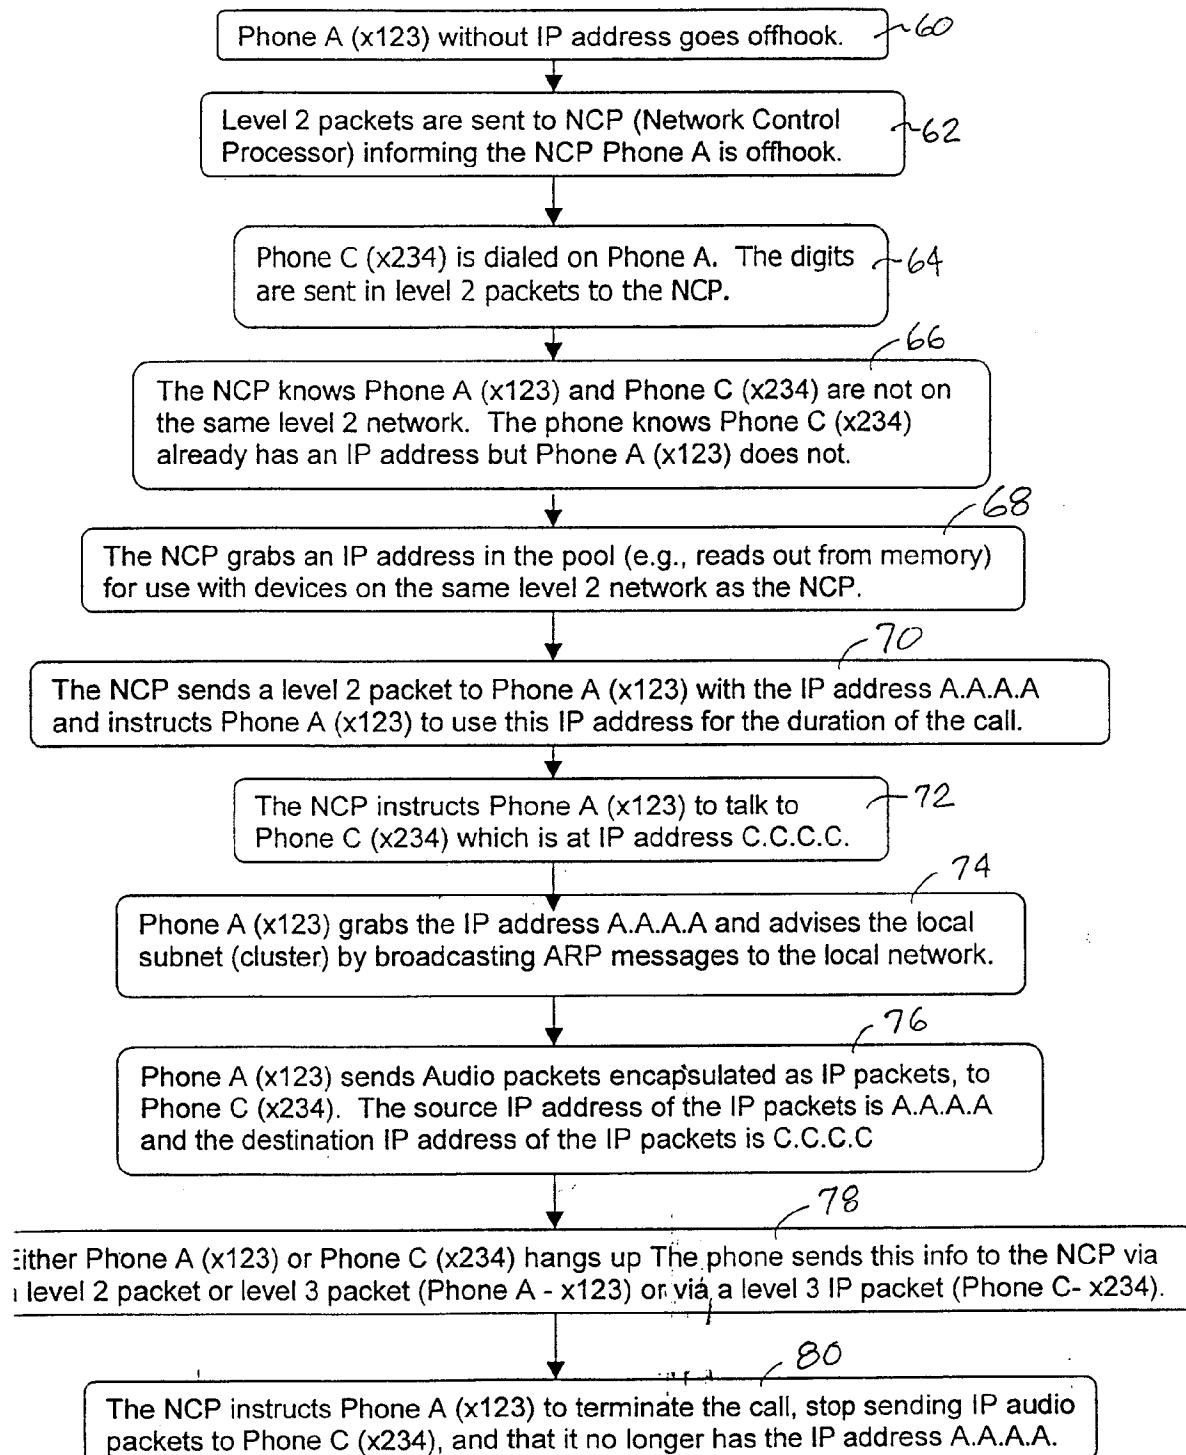 Phone A (x123) without IP address goes offhook.
60
Level 2 packets are sent to NCP (Network Control
Processor) informing the NCP Phone A is offhook.
62
Phone C (x234) is dialed on Phone A. The digits
are sent in level 2 packets to the NCP.
64
66
The NCP knows Phone A (x123) and Phone C (x234) are not on
the same level 2 network. The phone knows Phone C (x234)
already has an IP address but Phone A (x123) does not.
68
The NCP grabs an IP address in the pool (e.g., reads out from memory)
for use with devices on the same level 2 network as the NCP.
70
The NCP sends a level 2 packet to Phone A (x123) with the IP address A.A.A.A
and instructs Phone A (x123) to use this IP address for the duration of the call.
The NCP instructs Phone A (x123) to talk to
Phone C (x234) which is at IP address C.C.C.C.
72
74
Phone A (x123) grabs the IP address A.A.A.A and advises the local
subnet (cluster) by broadcasting ARP messages to the local network.
76
Phone A (x123) sends Audio packets encapsulated as IP packets, to
Phone C (x234). The source IP address of the IP packets is A.A.A.A
and the destination IP address of the IP packets is C.C.C.C
78
Either Phone A (x123) or Phone C (x234) hangs up The phone sends this info to the NCP via
level 2 packet or level 3 packet (Phone A - x123) or via a level 3 IP packet (Phone C- x234).
80
The NCP instructs Phone A (x123) to terminate the call, stop sending IP audio
packets to Phone C (x234), and that it no longer has the IP address A.A.A.A.